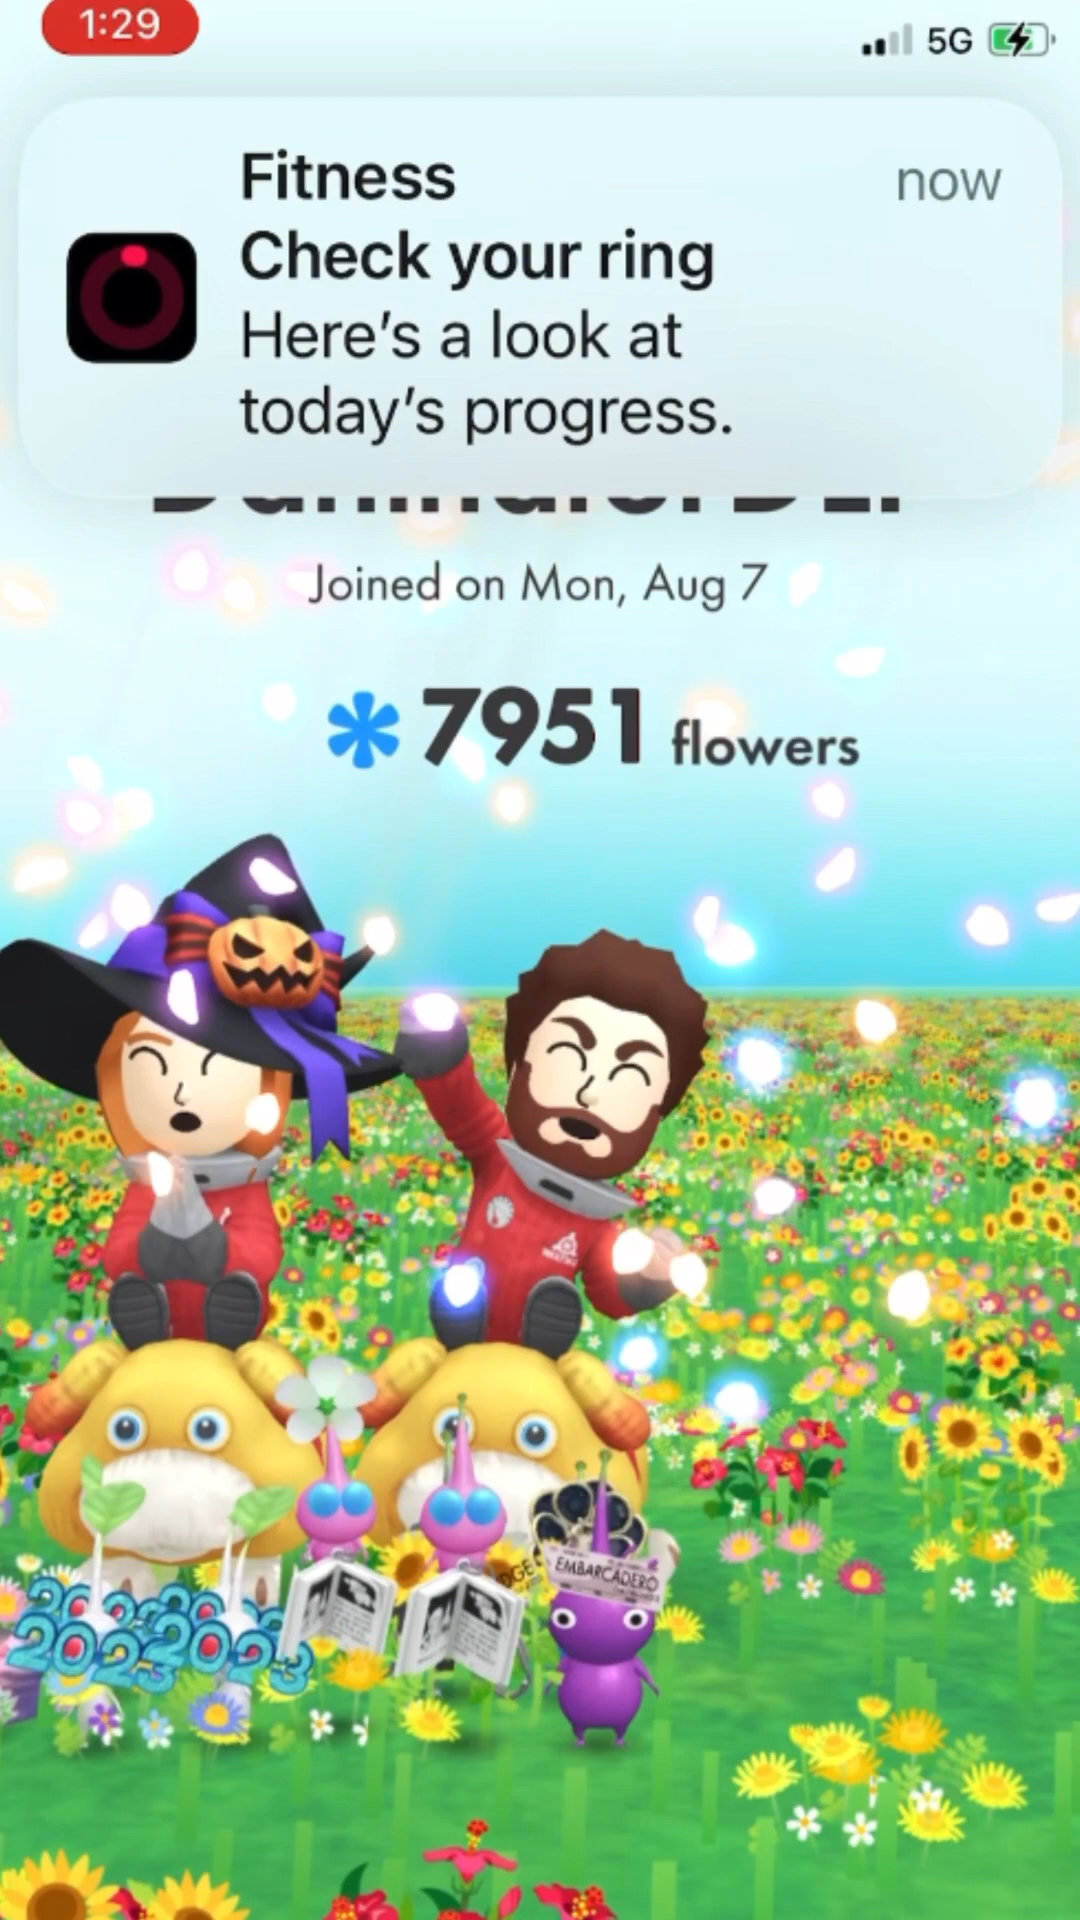 1:29
5G
Fitness
now
Check your ring
Here's a look at
today's progress.
Joined on Mon, Aug 7
7951 flowers
EMBARCADERO
2023
2023